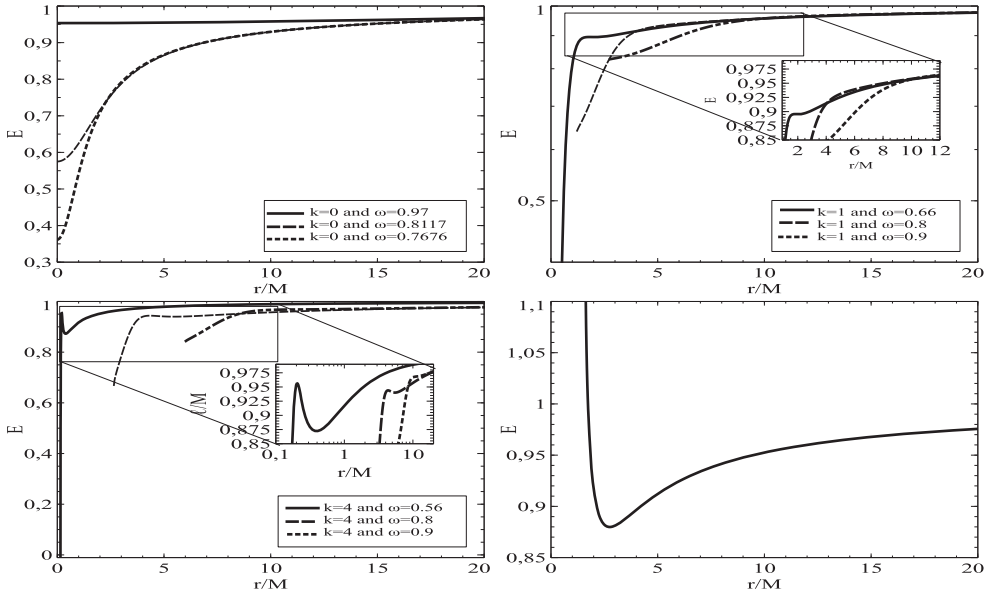 1
0,9
0,8
0,7
0,6
0,5
0,4
0,3
E
0 5 10 15 20
r/M
k=0 and ω=0.97
k=0 and ω=0.8117
k=0 and ω=0.7676
1
0,5
E
0 5 10 15 20
r/M
0,975
0,95
0,925
0,9
0,875
0,85
E
2 4 6 8 10 12
r/M
k=1 and ω=0.66
k=1 and ω=0.8
k=1 and ω=0.9
1
0,8
0,6
0,4
0,2
0
E
0 5 10 15 20
r/M
0,975
0,95
0,925
0,9
0,875
0,85
0,1 1 10
r/M
k=4 and ω=0.56
k=4 and ω=0.8
k=4 and ω=0.9
1,1
1,05
1
0,95
0,9
0,85
E
0 5 10 15 20
r/M